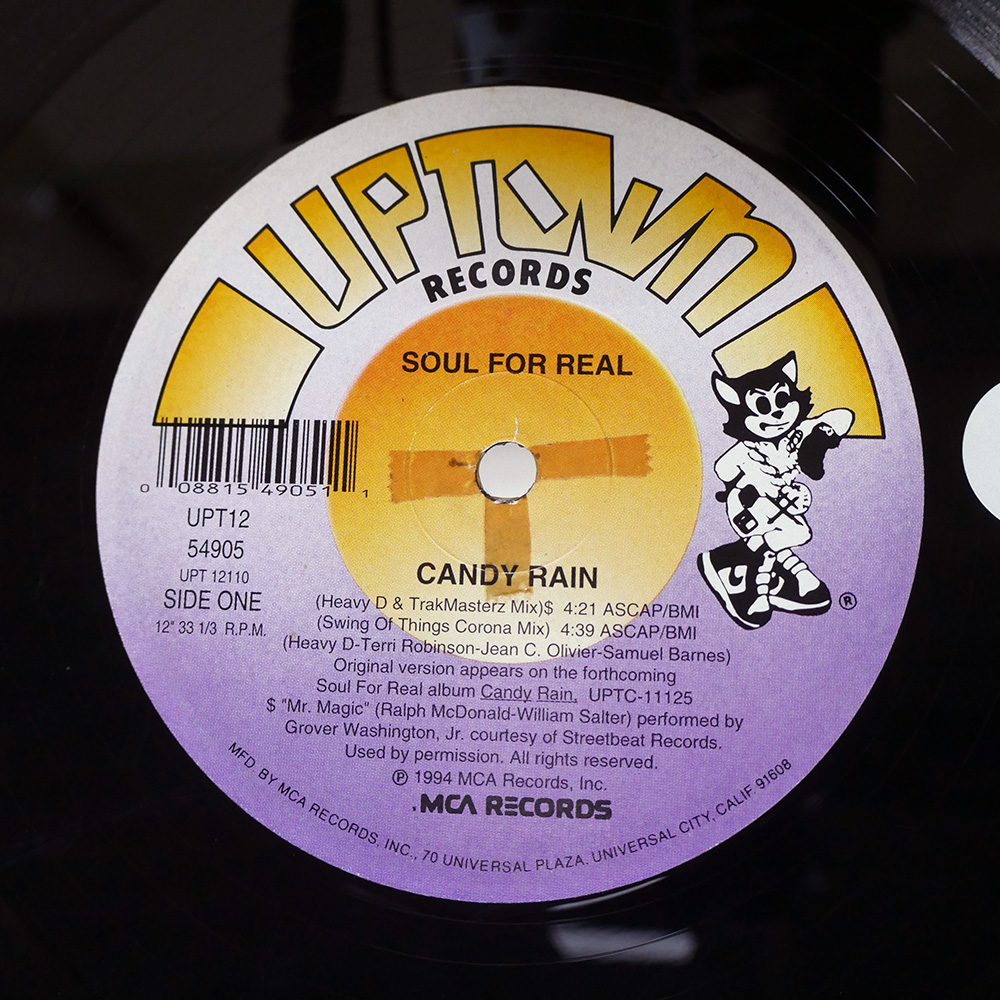 UPTOWN
RECORDS
SOUL FOR REAL
0 08815 49051 1
UPT12
54905
UPT 12110
SIDE ONE
12" 33 1/3 R.P.M.
CANDY RAIN
(Heavy D & TrakMasterz Mix)$ 4:21 ASCAP/BMI
(Swing Of Things Corona Mix) 4:39 ASCAP/BMI
(Heavy D-Terri Robinson-Jean C. Olivier-Samuel Barnes)
Original version appears on the forthcoming
Soul For Real album Candy Rain, UPTC-11125
$ "Mr. Magic" (Ralph McDonald-William Salter) performed by
Grover Washington, Jr. courtesy of Streetbeat Records.
Used by permission. All rights reserved.
℗ 1994 MCA Records, Inc.
MCA RECORDS
®
MFD. BY MCA RECORDS, INC., 70 UNIVERSAL PLAZA, UNIVERSAL CITY, CALIF. 91608